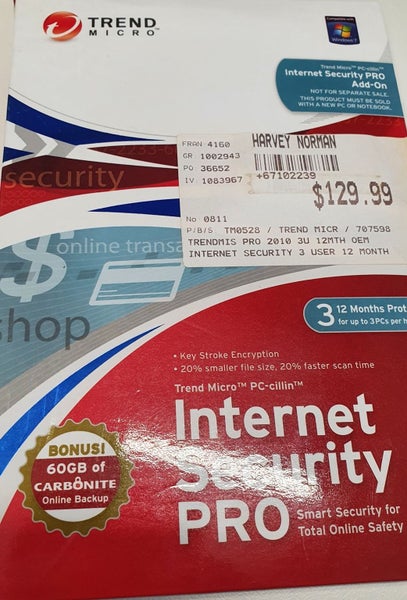 TREND
MICRO™
Compatible with
Windows 7
Trend Micro™ PC-cillin™
Internet Security PRO
Add-On
NOT FOR SEPARATE SALE.
THIS PRODUCT MUST BE SOLD
WITH A NEW PC OR NOTEBOOK.
FRAN 4160
HARVEY NORMAN
GR 1002943
PO 36652
IV: 1083967
+67102239
$129.99
No 0811
P/B/S TM0528 / TREND MICR / 707598
TRENDMIS PRO 2010 3U 12MTH OEM
INTERNET SECURITY 3 USER 12 MONTH
security
online transa
$
shop
3 12 Months Prot
for up to 3 PCs per h
• Key Stroke Encryption
• 20% smaller file size, 20% faster scan time
Trend Micro™ PC-cillin™
Internet
Security
PRO
Smart Security for
Total Online Safety
BONUS!
60GB of
CARBONITE
Online Backup